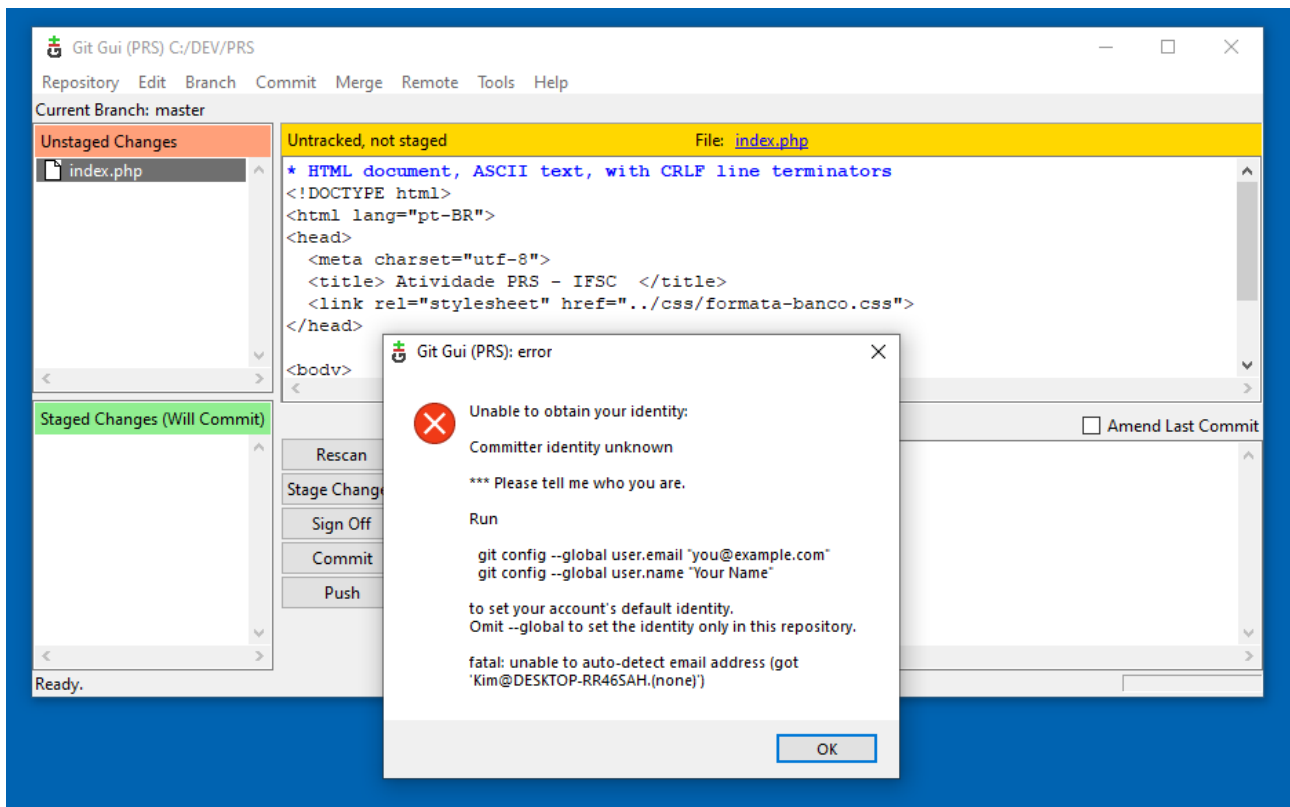 Git Gui (PRS) C:/DEV/PRS
Repository Edit Branch Commit Merge Remote Tools Help
Current Branch: master
Unstaged Changes
index.php
Untracked, not staged File: index.php
* HTML document, ASCII text, with CRLF line terminators
<!DOCTYPE html>
<html lang="pt-BR">
<head>
<meta charset="utf-8">
<title> Atividade PRS - IFSC </title>
<link rel="stylesheet" href="../css/formata-banco.css">
</head>
<body>
Staged Changes (Will Commit)
Amend Last Commit
Rescan
Stage Change
Sign Off
Commit
Push
Ready.
Git Gui (PRS): error
Unable to obtain your identity:
Committer identity unknown
*** Please tell me who you are.
Run
git config --global user.email "you@example.com"
git config --global user.name "Your Name"
to set your account's default identity.
Omit --global to set the identity only in this repository.
fatal: unable to auto-detect email address (got
'Kim@DESKTOP-RR46SAH.(none)')
OK